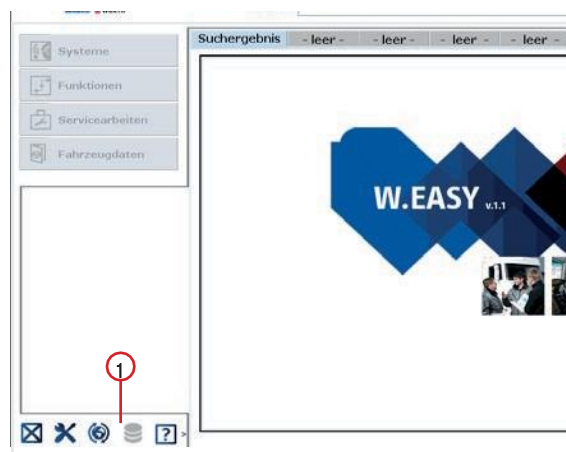 Suchergebnis - leer - - leer - - leer - - leer -
Systeme
Funktionen
Servicearbeiten
Fahrzeugdaten
W.EASY v.1.1
1
?